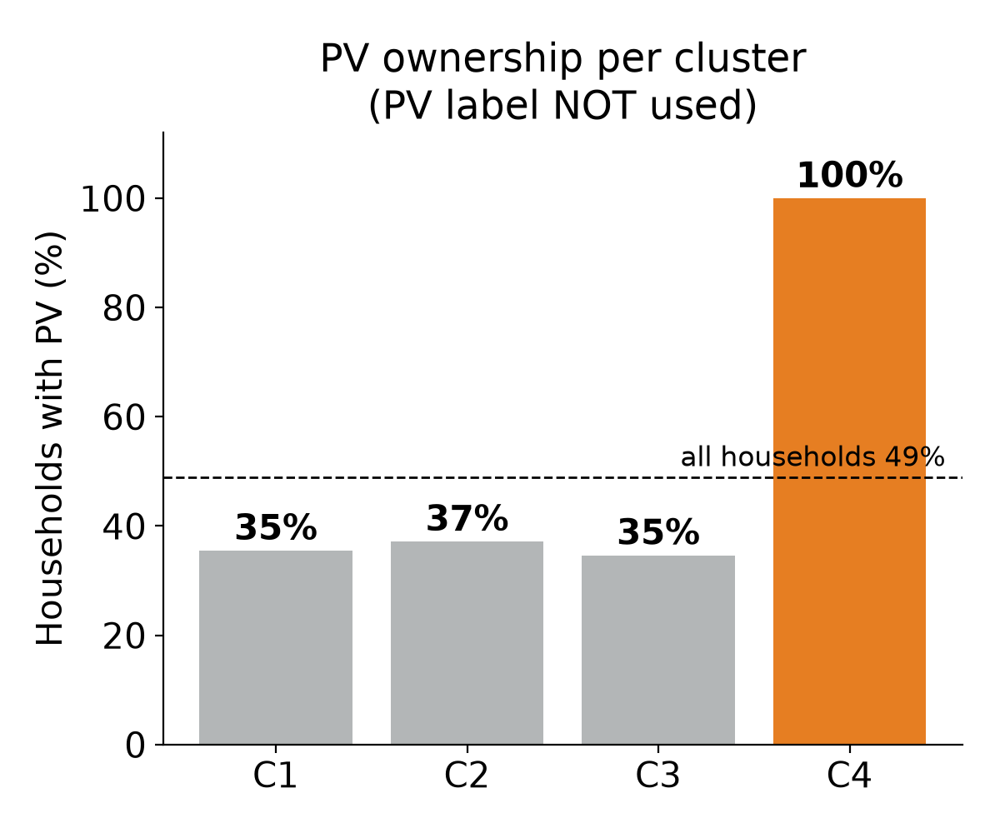 PV ownership per cluster
(PV label NOT used)
Households with PV (%)
100
80
60
40
20
0
35%
37%
35%
100%
all households 49%
C1
C2
C3
C4